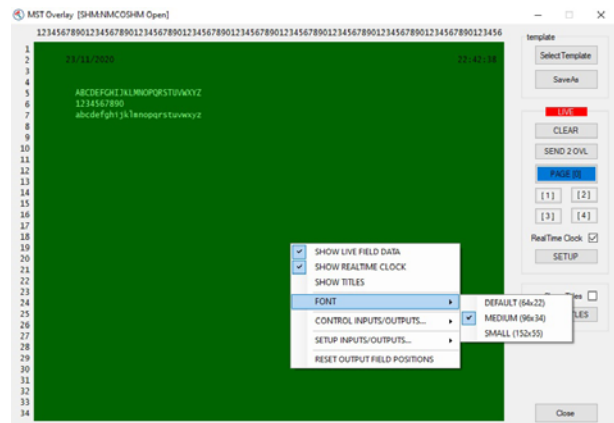 MST Overlay [SHM:NMCOSHM Open]
123456789012345678901234567890123456789012345678901234567890123456789012345678901234567890123456
template
1
2
3
4
5
6
7
8
9
10
11
12
13
14
15
16
17
18
19
20
21
22
23
24
25
26
27
28
29
30
31
32
33
34
23/11/2020 22:42:38
ABCDEFGHIJKLMNOPQRSTUVWXYZ
1234567890
abcdefghijklmnopqrstuvwxyz
SHOW LIVE FIELD DATA
SHOW REALTIME CLOCK
SHOW TITLES
FONT
CONTROL INPUTS/OUTPUTS...
SETUP INPUTS/OUTPUTS...
RESET OUTPUT FIELD POSITIONS
DEFAULT (64x22)
MEDIUM (96x34)
SMALL (152x55)
Select Template
Save As
LIVE
CLEAR
SEND 2 OVL
PAGE [0]
[1] [2]
[3] [4]
RealTime Clock
SETUP
Close